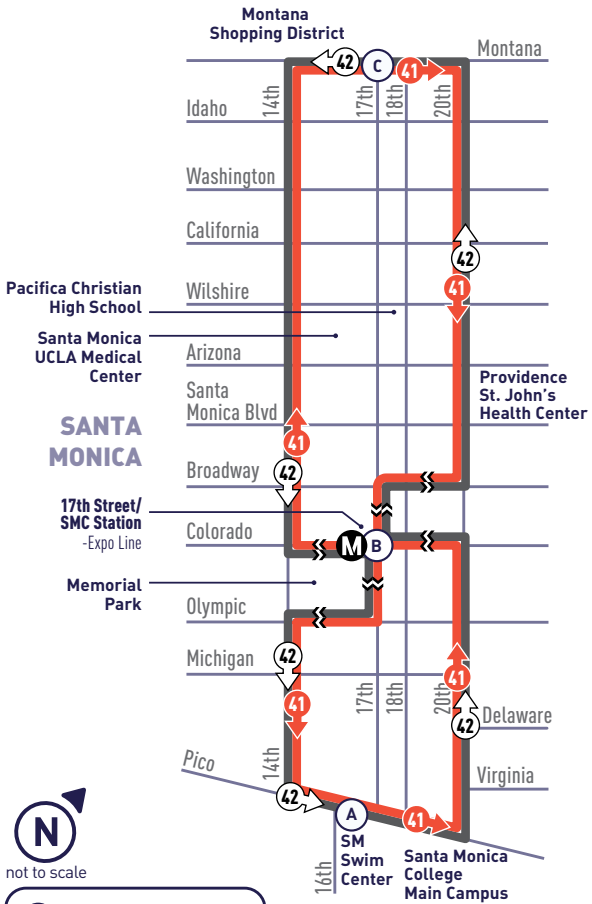 Montana
Shopping District
42
C
41
Montana
14th
17th
18th
20th
Idaho
Washington
California
42
Pacifica Christian
High School
Wilshire
41
Santa Monica
UCLA Medical
Center
Arizona
Providence
St. John's
Health Center
Santa
Monica Blvd
SANTA
MONICA
41
Broadway
42
17th Street/
SMC Station
-Expo Line
Colorado
M
B
Memorial
Park
Olympic
42
Michigan
41
41
17th
18th
20th
42
Delaware
Pico
14th
Virginia
42
A
41
N
not to scale
SM
Swim
Center
16th
Santa Monica
College
Main Campus